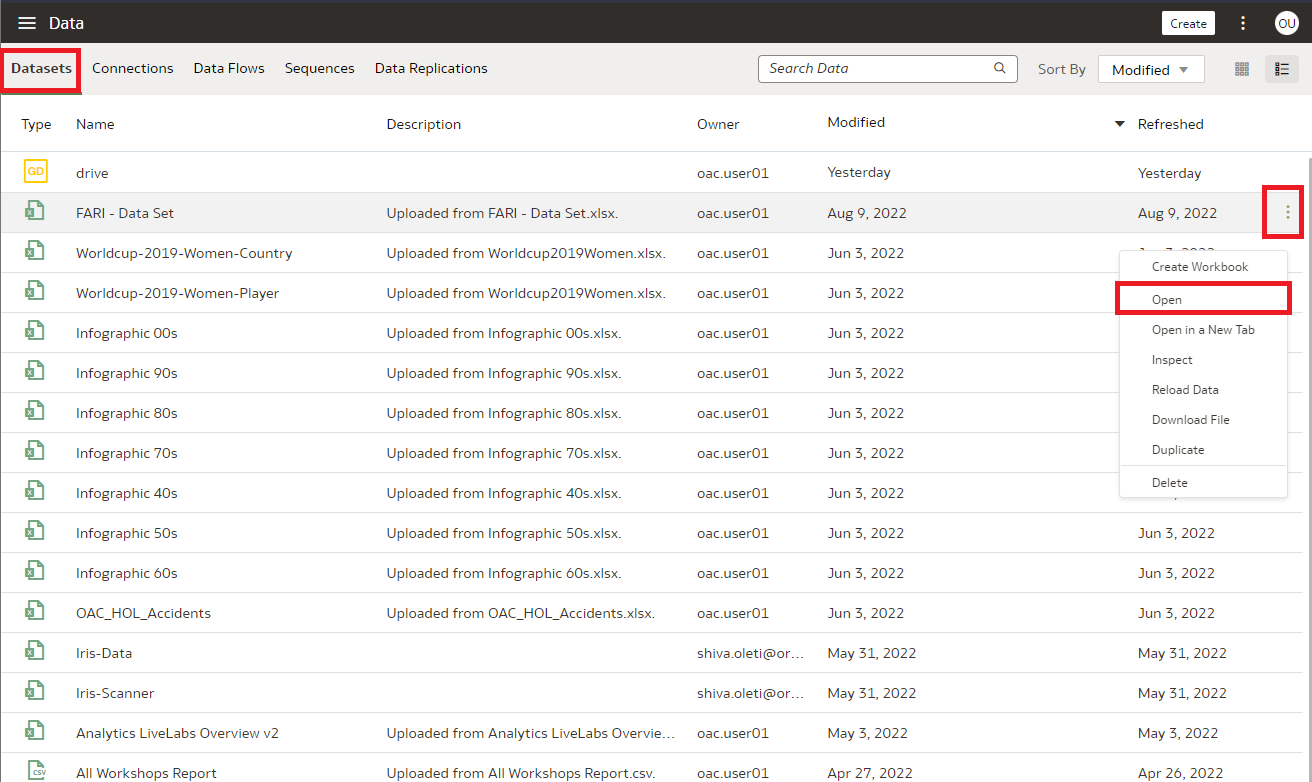 Data Create OU
Datasets Connections Data Flows Sequences Data Replications Search Data Sort By Modified
Type Name Description Owner Modified Refreshed
GD drive oac.user01 Yesterday Yesterday
FARI - Data Set Uploaded from FARI - Data Set.xlsx. oac.user01 Aug 9, 2022 Aug 9, 2022
Worldcup-2019-Women-Country Uploaded from Worldcup2019Women.xlsx. oac.user01 Jun 3, 2022
Create Workbook
Worldcup-2019-Women-Player Uploaded from Worldcup2019Women.xlsx. oac.user01 Jun 3, 2022
Open
Open in a New Tab
Infographic 00s Uploaded from Infographic 00s.xlsx. oac.user01 Jun 3, 2022
Inspect
Infographic 90s Uploaded from Infographic 90s.xlsx. oac.user01 Jun 3, 2022
Reload Data
Infographic 80s Uploaded from Infographic 80s.xlsx. oac.user01 Jun 3, 2022
Download File
Infographic 70s Uploaded from Infographic 70s.xlsx. oac.user01 Jun 3, 2022
Duplicate
Delete
Infographic 40s Uploaded from Infographic 40s.xlsx. oac.user01 Jun 3, 2022
Infographic 50s Uploaded from Infographic 50s.xlsx. oac.user01 Jun 3, 2022 Jun 3, 2022
Infographic 60s Uploaded from Infographic 60s.xlsx. oac.user01 Jun 3, 2022 Jun 3, 2022
OAC_HOL_Accidents Uploaded from OAC_HOL_Accidents.xlsx. oac.user01 Jun 3, 2022 Jun 3, 2022
Iris-Data shiva.oleti@or... May 31, 2022 May 31, 2022
Iris-Scanner shiva.oleti@or... May 31, 2022 May 31, 2022
Analytics LiveLabs Overview v2 Uploaded from Analytics LiveLabs Overvie... oac.user01 May 3, 2022 May 3, 2022
CSV All Workshops Report Uploaded from All Workshops Report.csv. oac.user01 Apr 27, 2022 Apr 26, 2022